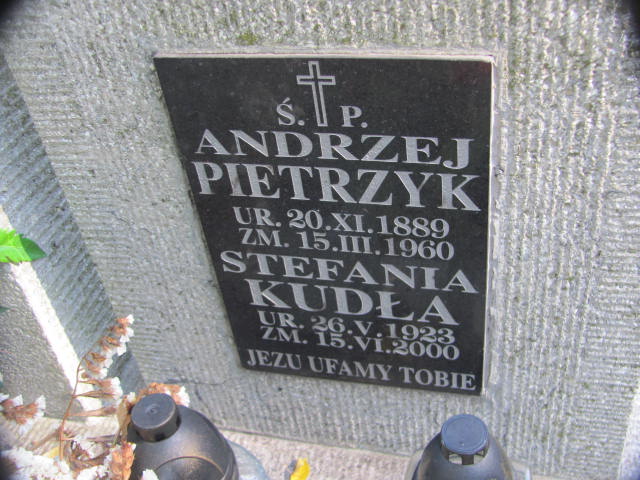 Ś. P.
ANDRZEJ
PIETRZYK
UR. 20.XI.1889
ZM. 15.III.1960
STEFANIA
KUDŁA
UR. 26.V.1923
ZM. 15.VI.2000
JEZU UFAMY TOBIE